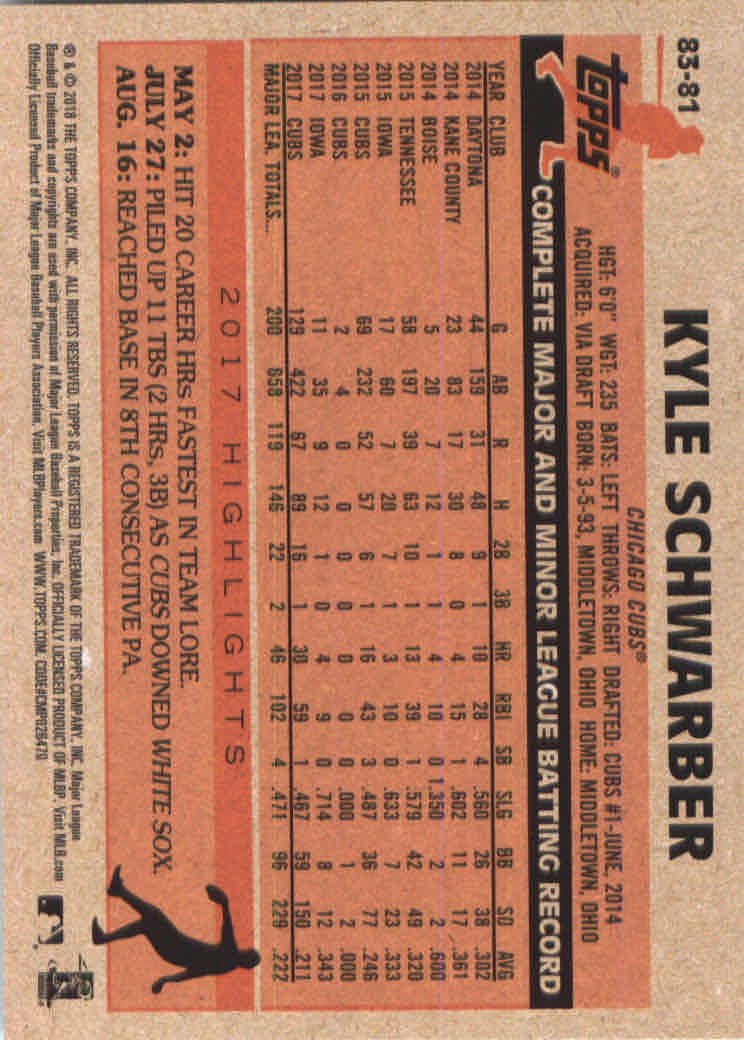 83-81
KYLE SCHWARBER
CHICAGO CUBS®
topps®
HGT: 6'0" WGT: 235 BATS: LEFT THROWS: RIGHT DRAFTED: CUBS #1-JUNE, 2014
ACQUIRED: VIA DRAFT BORN: 3-5-93, MIDDLETOWN, OHIO HOME: MIDDLETOWN, OHIO
COMPLETE MAJOR AND MINOR LEAGUE BATTING RECORD
YEAR CLUB G AB R H 2B 3B HR RBI SB SLG BB SO AVG
2014 DAYTONA 44 159 31 48 9 1 10 28 4 .560 26 38 .302
2014 KANE COUNTY 23 83 17 30 8 0 4 15 1 .602 11 17 .361
2014 BOISE 5 20 7 12 1 1 4 10 0 1.350 2 2 .600
2015 TENNESSEE 58 197 39 63 10 1 13 39 1 .579 42 49 .320
2015 IOWA 17 60 7 20 7 1 3 10 0 .633 7 23 .333
2015 CUBS 69 232 52 57 6 1 16 43 3 .487 36 77 .246
2016 CUBS 2 4 0 0 0 0 0 0 0 .000 1 2 .000
2017 IOWA 11 35 9 12 1 0 4 9 0 .714 8 12 .343
2017 CUBS 129 422 67 89 16 1 30 59 1 .467 59 150 .211
MAJOR LEA. TOTALS... 200 658 119 146 22 2 46 102 4 .471 96 229 .222
2017 HIGHLIGHTS
MAY 2: HIT 20 CAREER HRs FASTEST IN TEAM LORE.
JULY 27: PILED UP 11 TBS (2 HRs, 3B) AS CUBS DOWNED WHITE SOX.
AUG. 16: REACHED BASE IN 8TH CONSECUTIVE PA.
® & © 2018 THE TOPPS COMPANY, INC. ALL RIGHTS RESERVED. TOPPS IS A REGISTERED TRADEMARK OF THE TOPPS COMPANY, INC. Major League
Baseball trademarks and copyrights are used with permission of Major League Baseball Properties, Inc. OFFICIALLY LICENSED PRODUCT OF MLBP. Visit MLB.com
Officially Licensed Product of Major League Baseball Players Association. Visit MLBPlayers.com WWW.TOPPS.COM. CODE#CMP026470